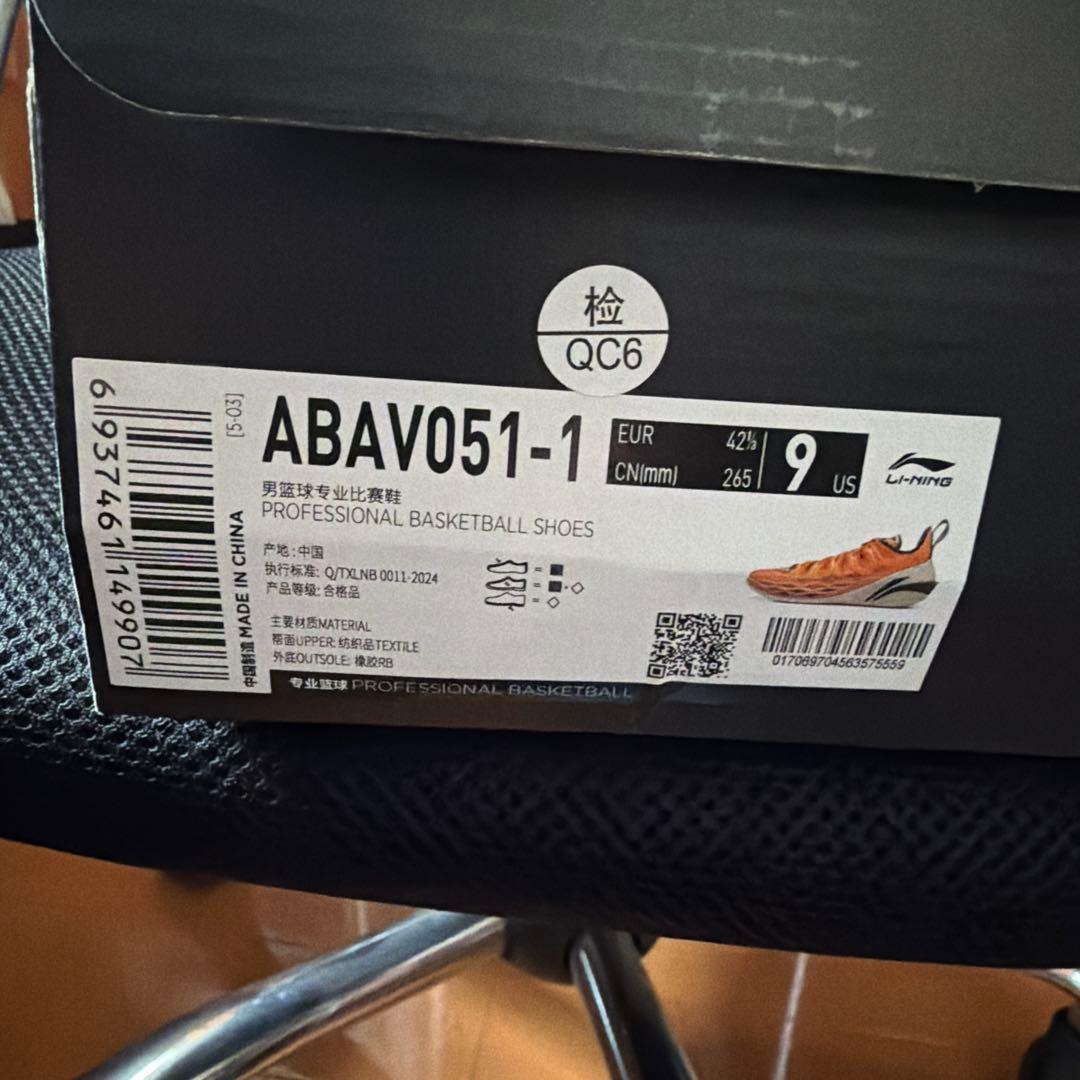 检
QC6
6 937461 149907
[5-03]
中国制造 MADE IN CHINA
ABAV051-1
EUR 42⅓
CN(mm) 265
9 US
LI-NING
男篮球专业比赛鞋
PROFESSIONAL BASKETBALL SHOES
产地: 中国
执行标准: Q/TXLNB 0011-2024
产品等级: 合格品
主要材质MATERIAL
帮面UPPER: 纺织品TEXTILE
外底OUTSOLE: 橡胶RB
017069704563575559
专业篮球 PROFESSIONAL BASKETBALL